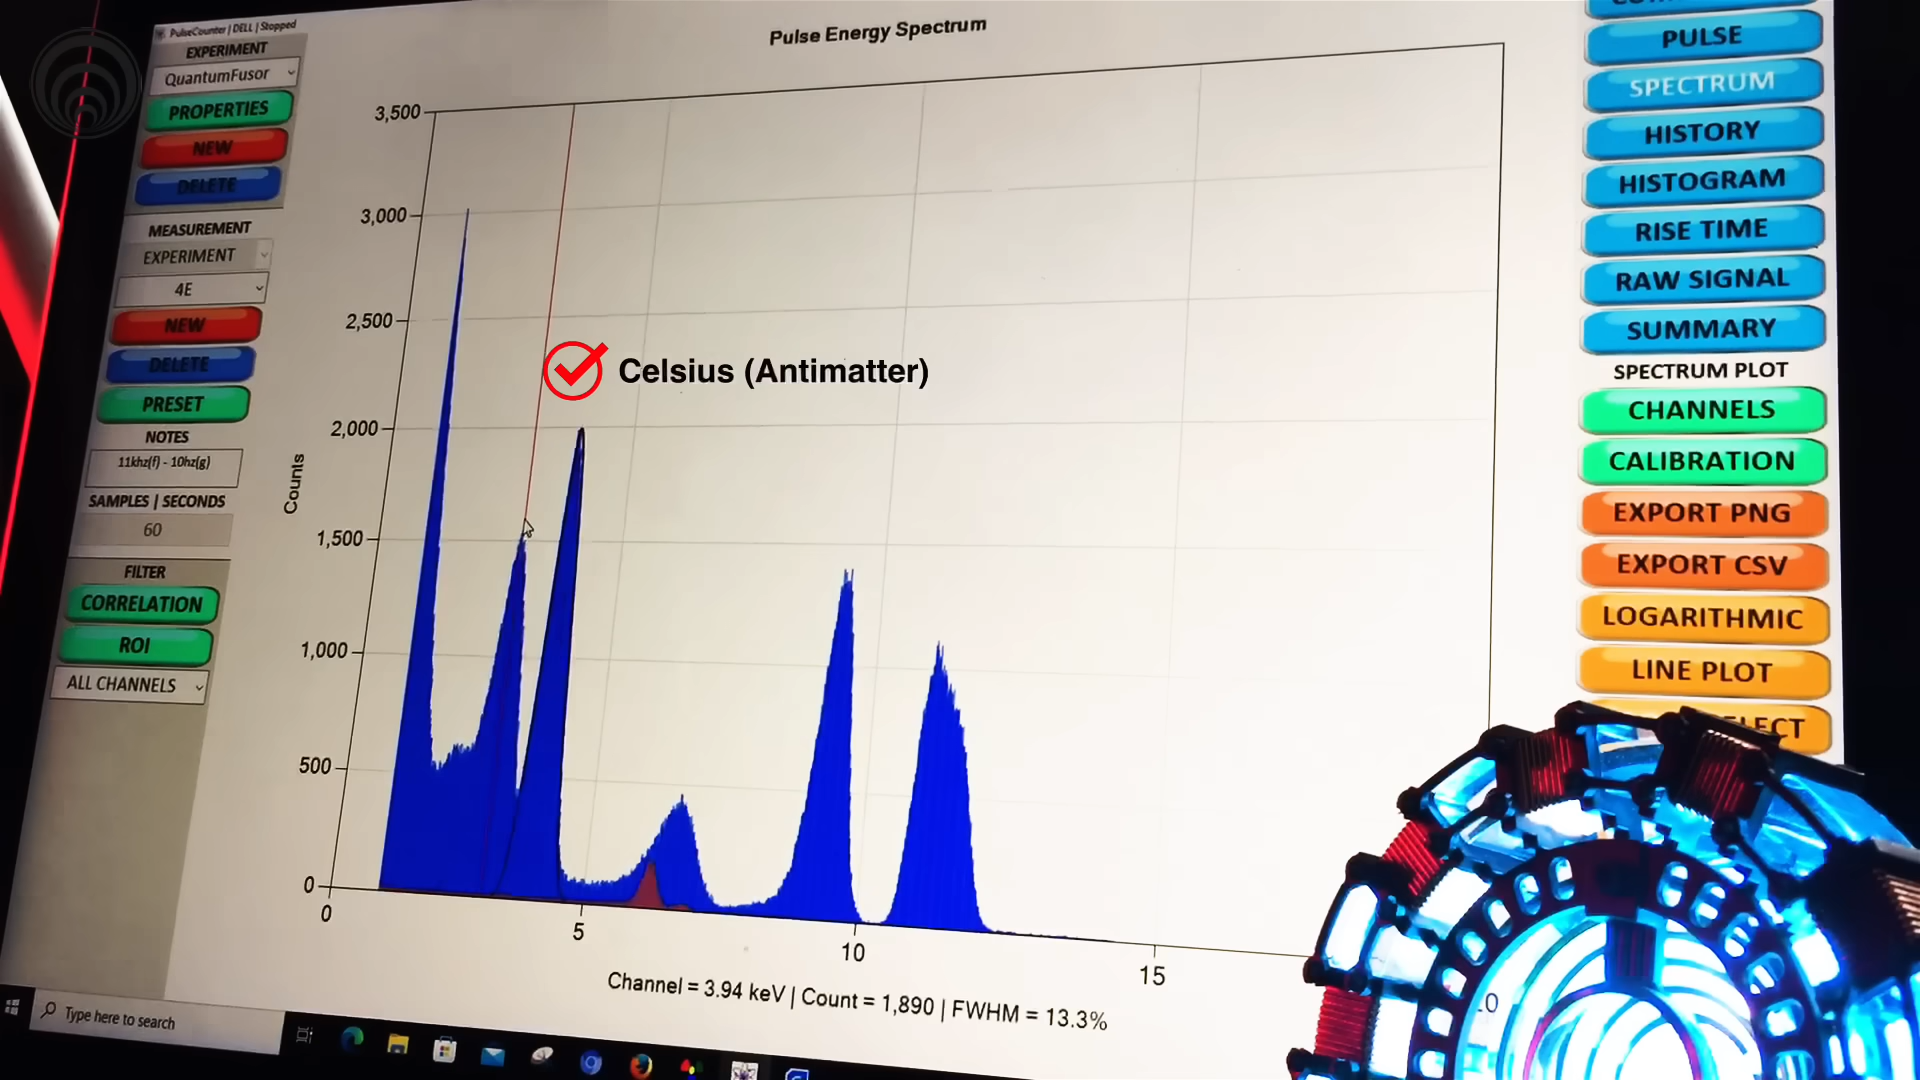 PulseCounter | DELL | Stopped
EXPERIMENT
QuantumFusor
PROPERTIES
NEW
DELETE
MEASUREMENT
EXPERIMENT
4E
NEW
DELETE
PRESET
NOTES
11khz(f) - 10hz(g)
SAMPLES | SECONDS
60
FILTER
CORRELATION
ROI
ALL CHANNELS
Pulse Energy Spectrum
3,500
3,000
2,500
2,000
1,500
1,000
500
0
Counts
Celsius (Antimatter)
0
5
10
15
Channel = 3.94 keV | Count = 1,890 | FWHM = 13.3%
PULSE
SPECTRUM
HISTORY
HISTOGRAM
RISE TIME
RAW SIGNAL
SUMMARY
SPECTRUM PLOT
CHANNELS
CALIBRATION
EXPORT PNG
EXPORT CSV
LOGARITHMIC
LINE PLOT
Type here to search